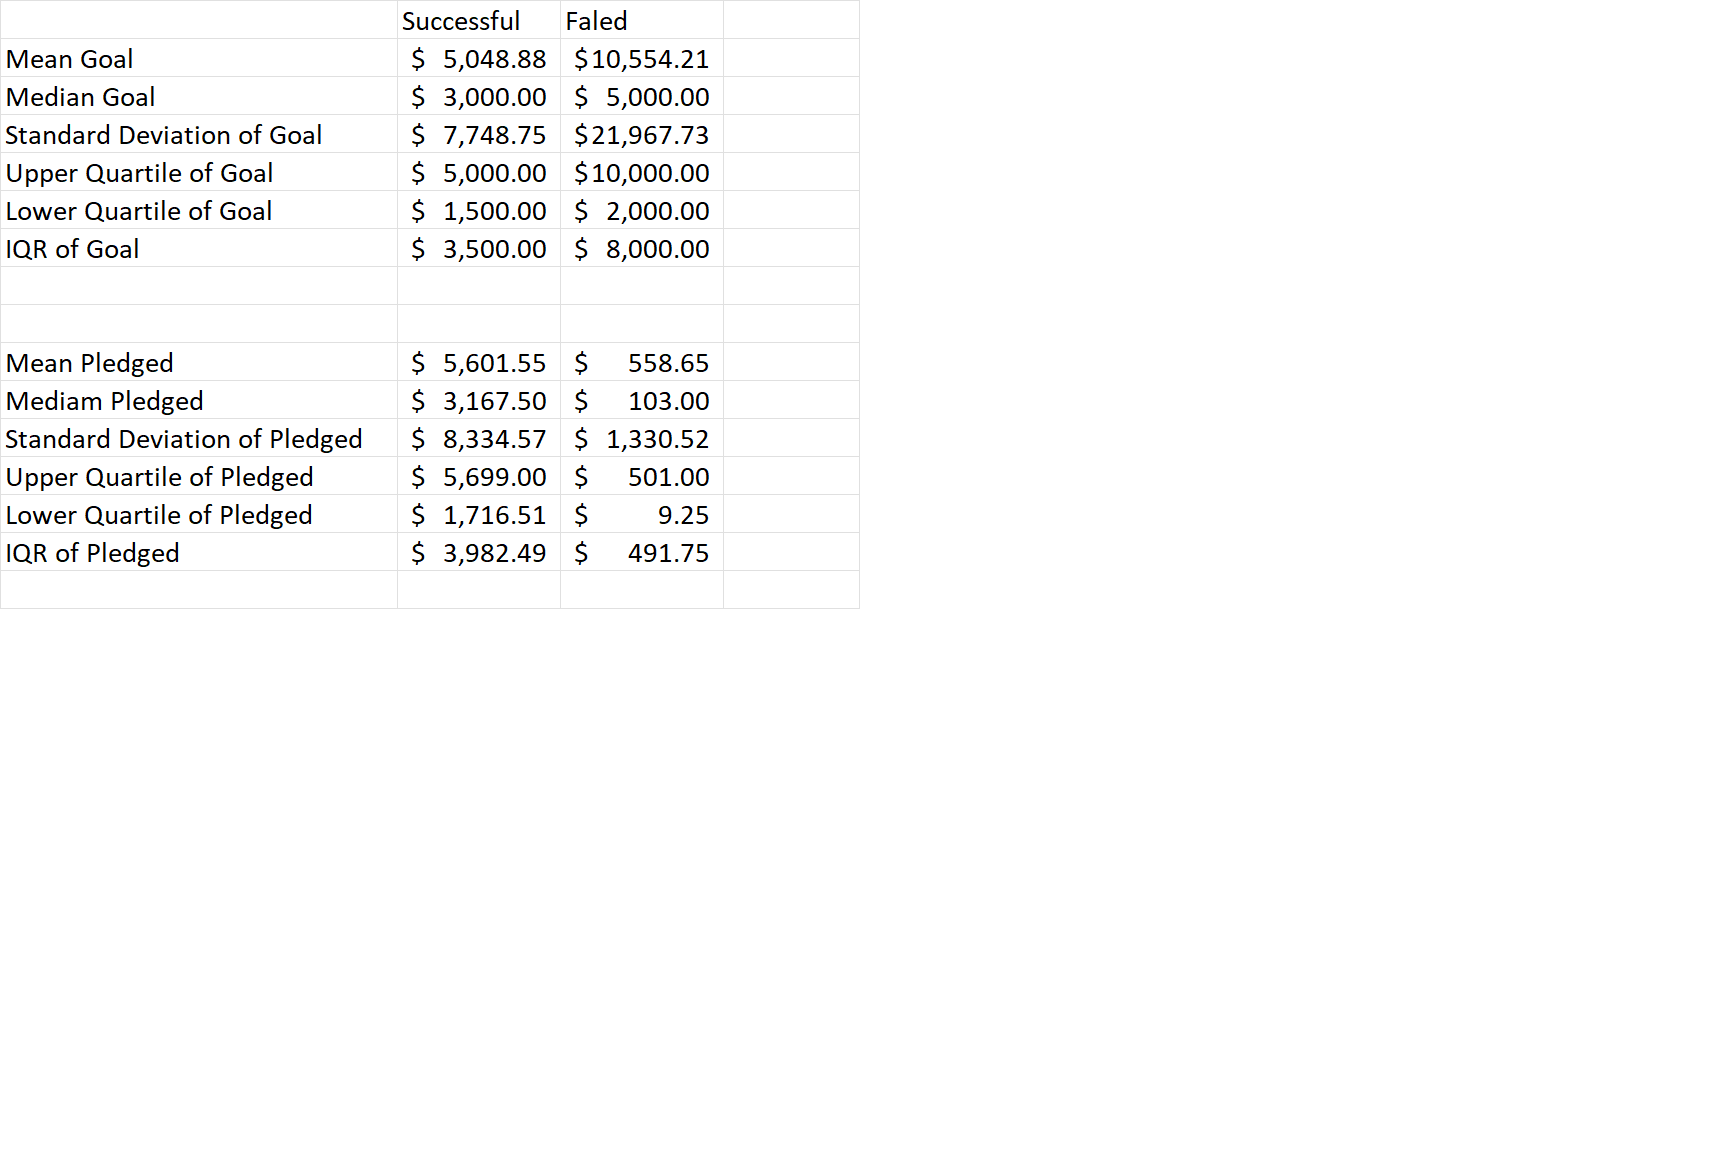 Successful Faled
Mean Goal $ 5,048.88 $10,554.21
Median Goal $ 3,000.00 $ 5,000.00
Standard Deviation of Goal $ 7,748.75 $21,967.73
Upper Quartile of Goal $ 5,000.00 $10,000.00
Lower Quartile of Goal $ 1,500.00 $ 2,000.00
IQR of Goal $ 3,500.00 $ 8,000.00
Mean Pledged $ 5,601.55 $ 558.65
Mediam Pledged $ 3,167.50 $ 103.00
Standard Deviation of Pledged $ 8,334.57 $ 1,330.52
Upper Quartile of Pledged $ 5,699.00 $ 501.00
Lower Quartile of Pledged $ 1,716.51 $ 9.25
IQR of Pledged $ 3,982.49 $ 491.75